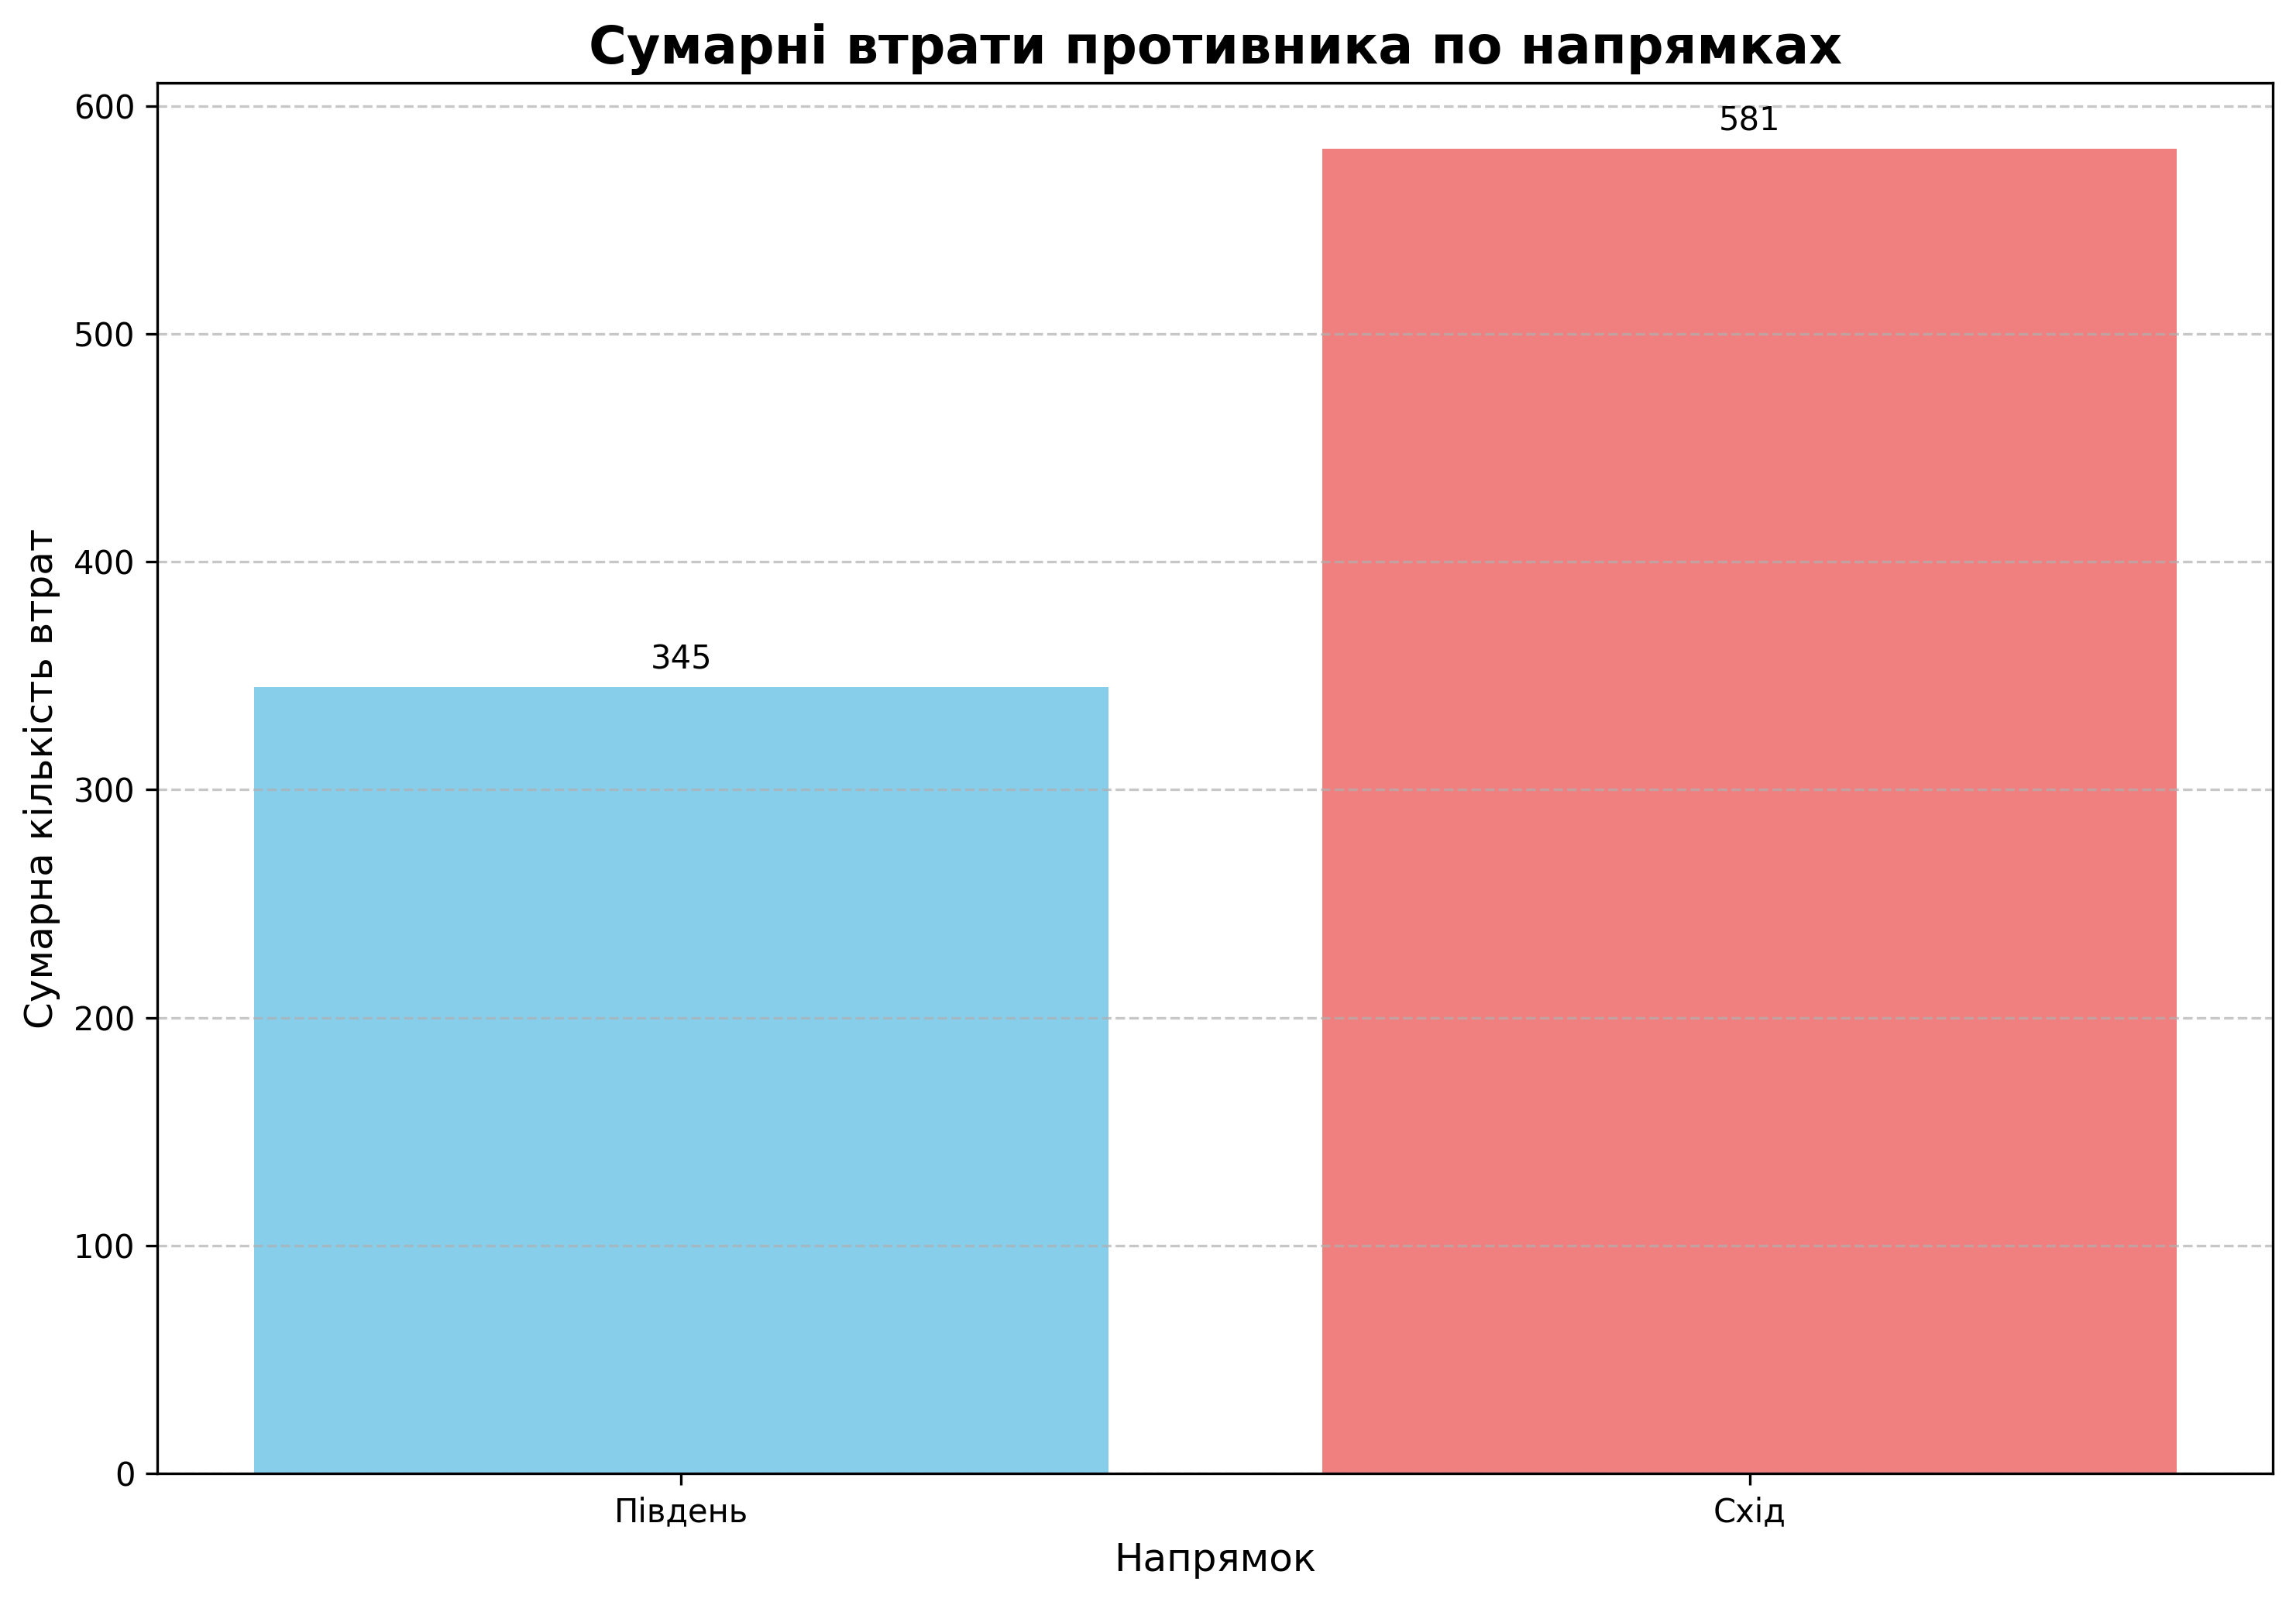 Сумарні втрати противника по напрямках
Сумарна кількість втрат
600
500
400
300
200
100
0
345
581
Південь
Схід
Напрямок